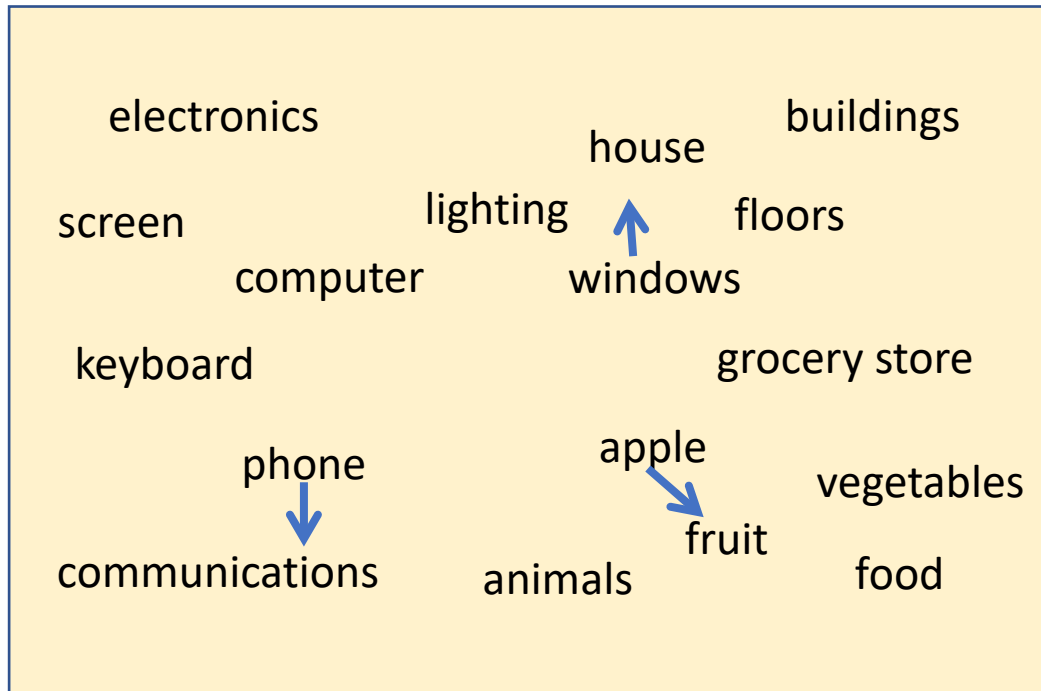 electronics
buildings
house
lighting
floors
screen
computer
windows
keyboard
grocery store
apple
phone
vegetables
fruit
communications
animals
food